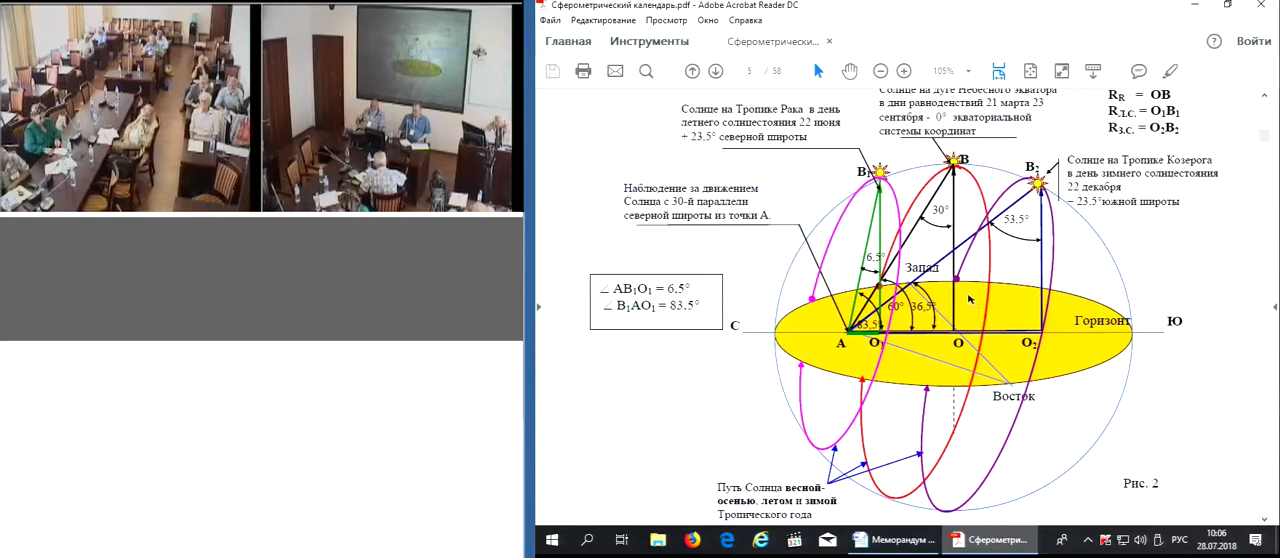 Сферометрический календарь.pdf - Adobe Acrobat Reader DC
Файл Редактирование Просмотр Окно Справка
Главная Инструменты Сферометрически... ×
Войти
5 / 58
105%
Солнце на Тропике Рака в день
летнего солнцестояния 22 июня
+ 23,5° северной широты
Солнце на дуге Небесного экватора
в дни равноденствий 21 марта 23
сентября - 0° экваториальной
системы координат
R_R = OB
R_Л.С. = O₁B₁
R_З.С. = O₂B₂
B₁
B
B₂
Солнце на Тропике Козерога
в день зимнего солнцестояния
22 декабря
– 23,5°южной широты
Наблюдение за движением
Солнца с 30-й параллели
северной широты из точки А.
30°
53,5°
6.5°
Запад
∠ AB₁O₁ = 6.5°
∠ B₁AO₁ = 83.5°
60° 36,5°
83,5°
С
Горизонт
Ю
A
O₁
O
O₂
Восток
Путь Солнца весной-
осенью, летом и зимой
Тропического года
Рис. 2
Меморандум ...
Сферометри...
РУС
10:06
28.07.2018